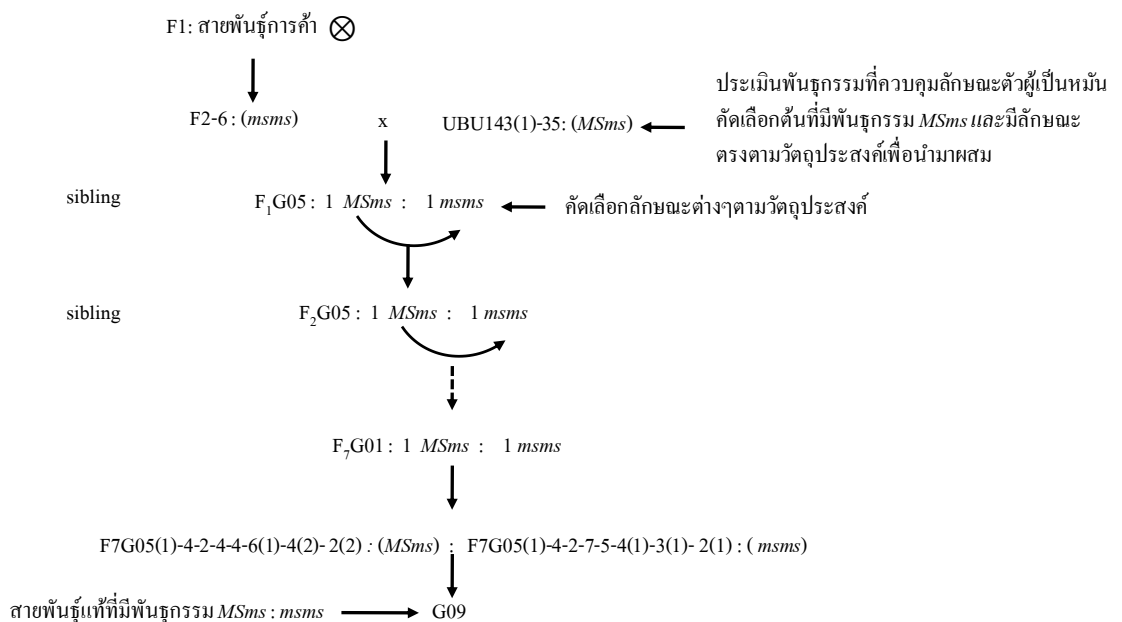 F1: สายพันธุ์การค้า ⊗
ประเมินพันธุกรรมที่ควบคุมลักษณะตัวผู้เป็นหมัน
F2-6 : (msms) x UBU143(1)-35: (MSms) คัดเลือกต้นที่มีพันธุกรรม MSms และมีลักษณะ
ตรงตามวัตถุประสงค์เพื่อนำมาผสม
sibling F₁G05 : 1 MSms : 1 msms คัดเลือกลักษณะต่างๆตามวัตถุประสงค์
sibling F₂G05 : 1 MSms : 1 msms
F₇G01 : 1 MSms : 1 msms
F7G05(1)-4-2-4-4-6(1)-4(2)- 2(2) : (MSms) : F7G05(1)-4-2-7-5-4(1)-3(1)- 2(1) : ( msms)
สายพันธุ์แท้ที่มีพันธุกรรม MSms : msms G09